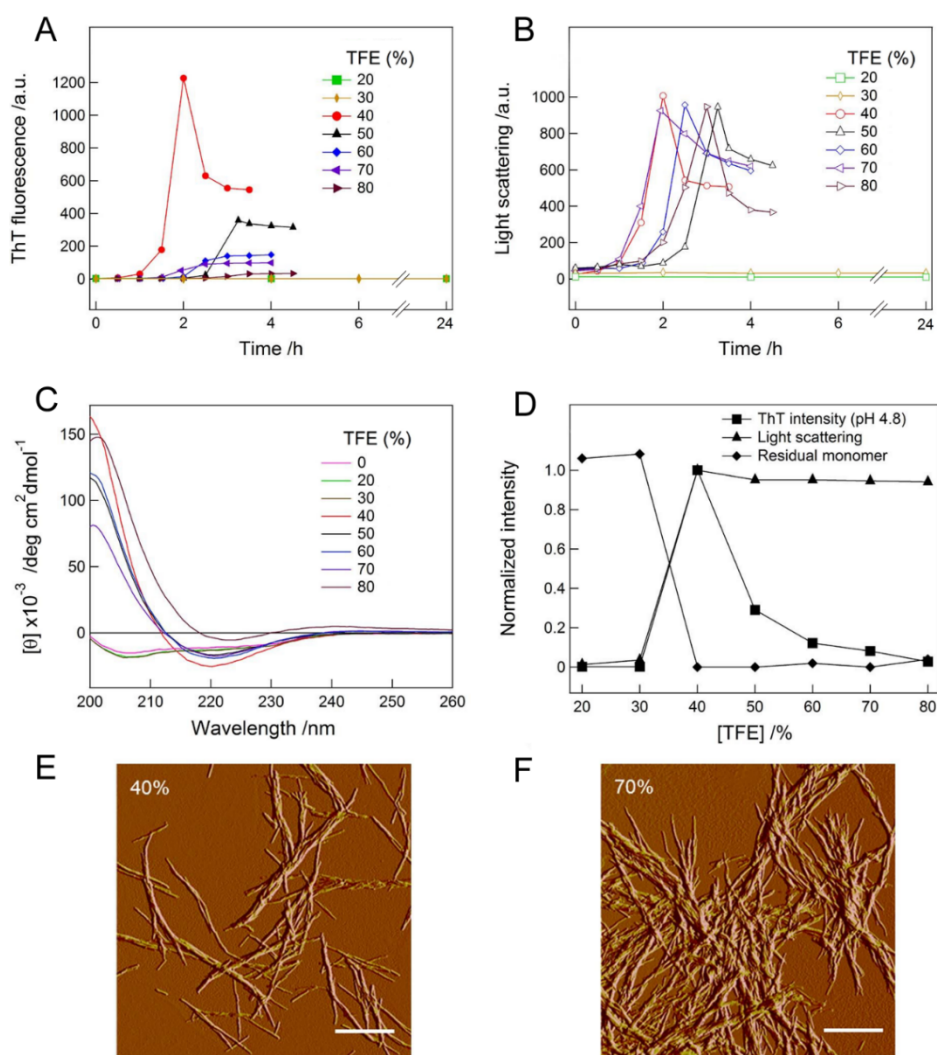 A
TFE (%)
20
30
40
50
60
70
80
ThT fluorescence /a.u.
1200
1000
800
600
400
200
0
0 2 4 6 24
Time /h
B
TFE (%)
20
30
40
50
60
70
80
Light scattering /a.u.
1000
800
600
400
200
0
0 2 4 6 24
Time /h
C
TFE (%)
0
20
30
40
50
60
70
80
[θ] x10⁻³ /deg cm² dmol⁻¹
150
100
50
0
-50
200 210 220 230 240 250 260
Wavelength /nm
D
ThT intensity (pH 4.8)
Light scattering
Residual monomer
Normalized intensity
1.0
0.8
0.6
0.4
0.2
0
20 30 40 50 60 70 80
[TFE] /%
E
40%
F
70%